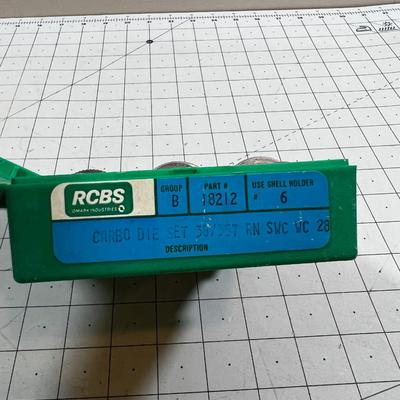 RCBS
OMARK INDUSTRIES
GROUP
B
PART #
18212
USE SHELL HOLDER
# 6
CARBO DIE SET 38/357 RN SWC WC 28
DESCRIPTION